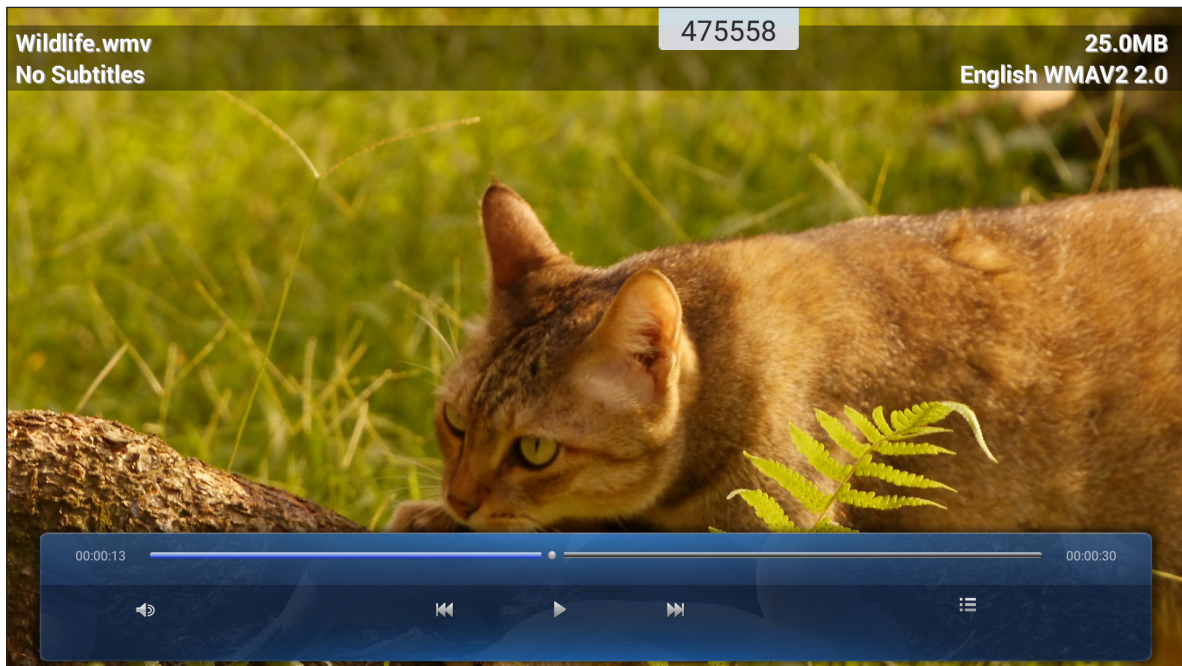 Wildlife.wmv
475558
25.0MB
No Subtitles
English WMAV2 2.0
00:00:13
00:00:30